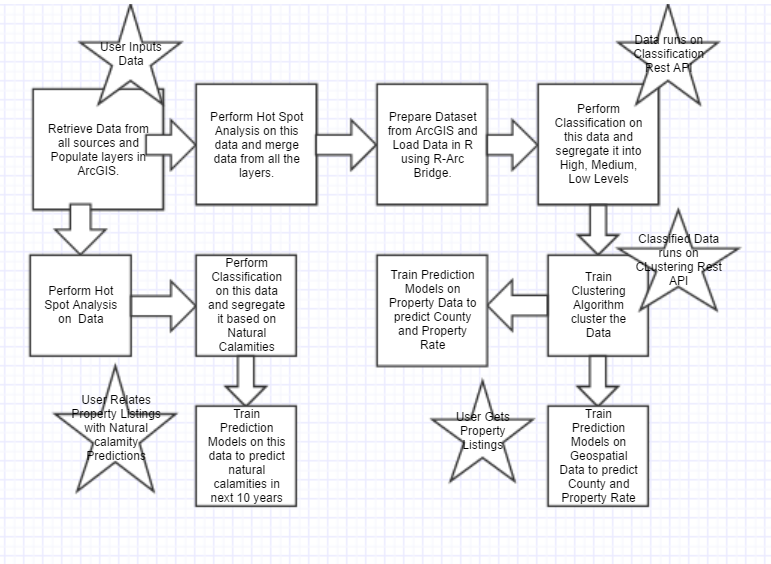 User Inputs
Data
Data runs on
Classification
Rest API
Retrieve Data from
all sources and
Populate layers in
ArcGIS.
Perform Hot Spot
Analysis on this
data and merge
data from all the
layers.
Prepare Dataset
from ArcGIS and
Load Data in R
using R-Arc
Bridge.
Perform
Classification on
this data and
segregate it into
High, Medium,
Low Levels
Perform Hot
Spot Analysis
on Data
Perform
Classification
on this data
and segregate
it based on
Natural
Calamities
Train Prediction
Models on
Property Data to
predict County
and Property
Rate
Train
Clustering
Algorithm
cluster the
Data
Classified Data
runs on
CLustering Rest
API
User Relates
Property Listings
with Natural
calamity
Predictions
Train
Prediction
Models on this
data to predict
natural
calamities in
next 10 years
User Gets
Property
Listings
Train
Prediction
Models on
Geospatial
Data to predict
County and
Property Rate